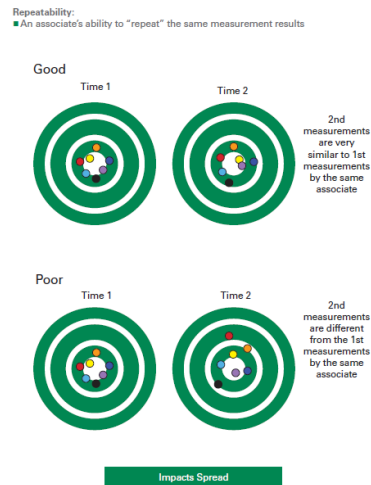 Repeatability:
■ An associate's ability to "repeat" the same measurement results
Good
Time 1
Time 2
2nd
measurements
are very
similar to 1st
measurements
by the same
associate
Poor
Time 1
Time 2
2nd
measurements
are different
from the 1st
measurements
by the same
associate
Impacts Spread